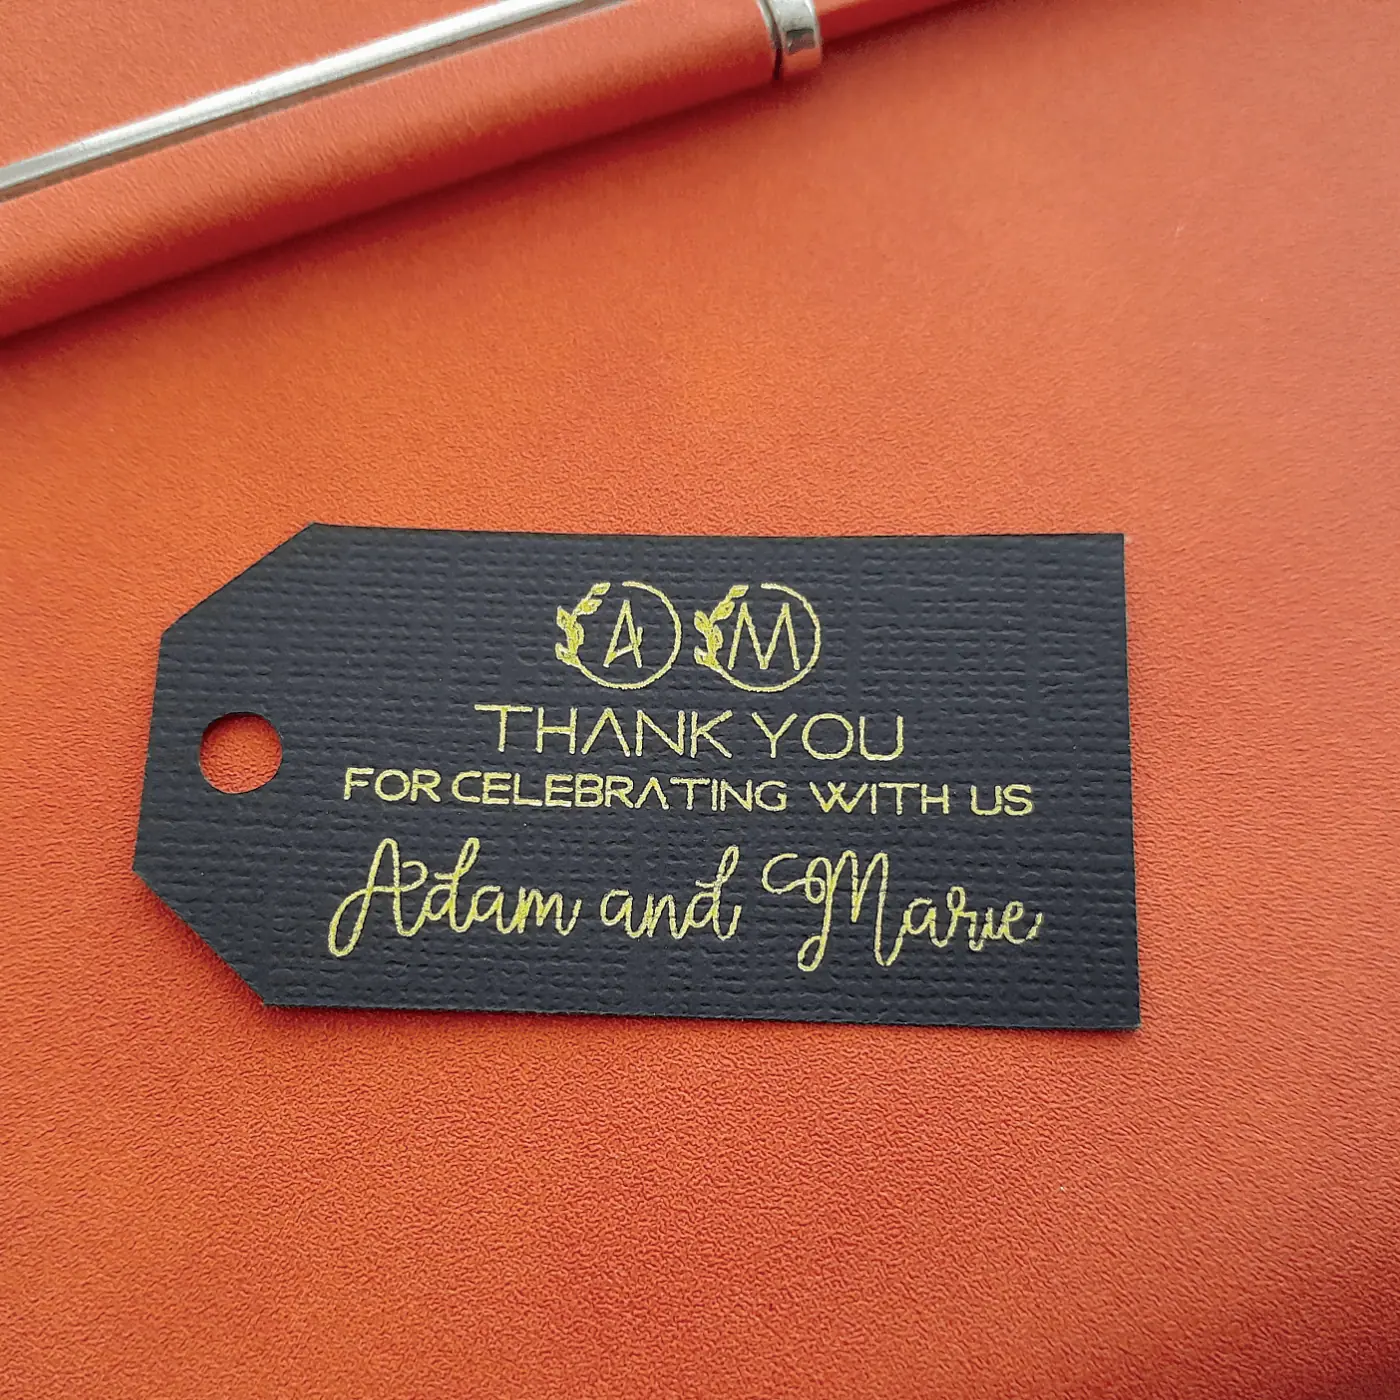 A M
THANK YOU
FOR CELEBRATING WITH US
Adam and Marie